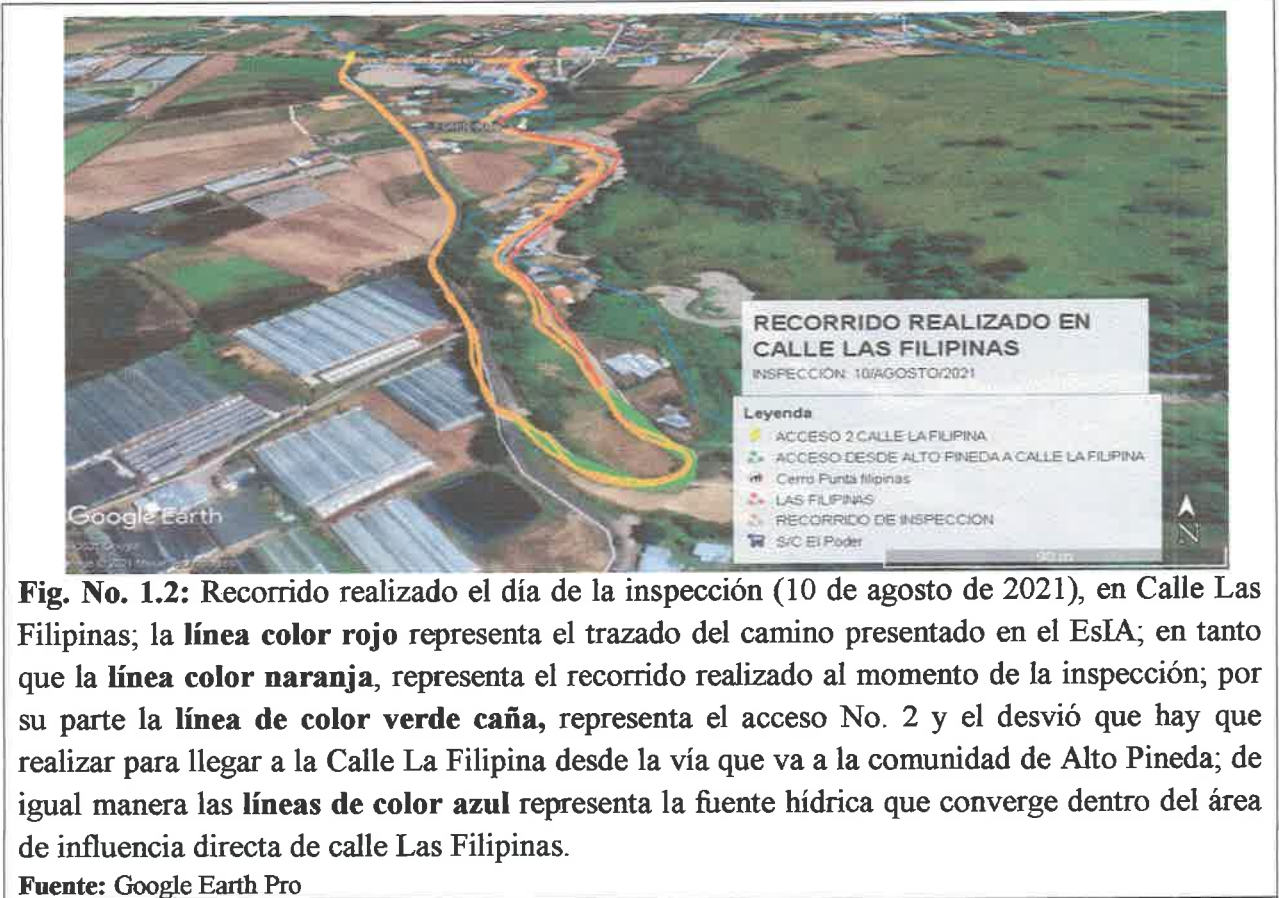 RECORRIDO REALIZADO EN
CALLE LAS FILIPINAS
INSPECCIÓN: 10/AGOSTO/2021
Leyenda
ACCESO 2 CALLE LA FILIPINA
ACCESO DESDE ALTO PINEDA A CALLE LA FILIPINA
Cerro Punta filipinas
LAS FILIPINAS
RECORRIDO DE INSPECCION
S/C El Poder
Google Earth
N
90 m
Fig. No. 1.2: Recorrido realizado el día de la inspección (10 de agosto de 2021), en Calle Las
Filipinas; la línea color rojo representa el trazado del camino presentado en el EsIA; en tanto
que la línea color naranja, representa el recorrido realizado al momento de la inspección; por
su parte la línea de color verde caña, representa el acceso No. 2 y el desvió que hay que
realizar para llegar a la Calle La Filipina desde la vía que va a la comunidad de Alto Pineda; de
igual manera las líneas de color azul representa la fuente hídrica que converge dentro del área
de influencia directa de calle Las Filipinas.
Fuente: Google Earth Pro